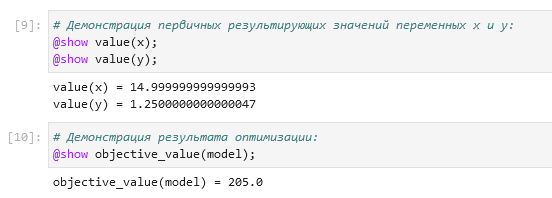 [9]: # Демонстрация первичных результирующих значений переменных x и y:
@show value(x);
@show value(y);
value(x) = 14.999999999999993
value(y) = 1.2500000000000047
[10]: # Демонстрация результата оптимизации:
@show objective_value(model);
objective_value(model) = 205.0